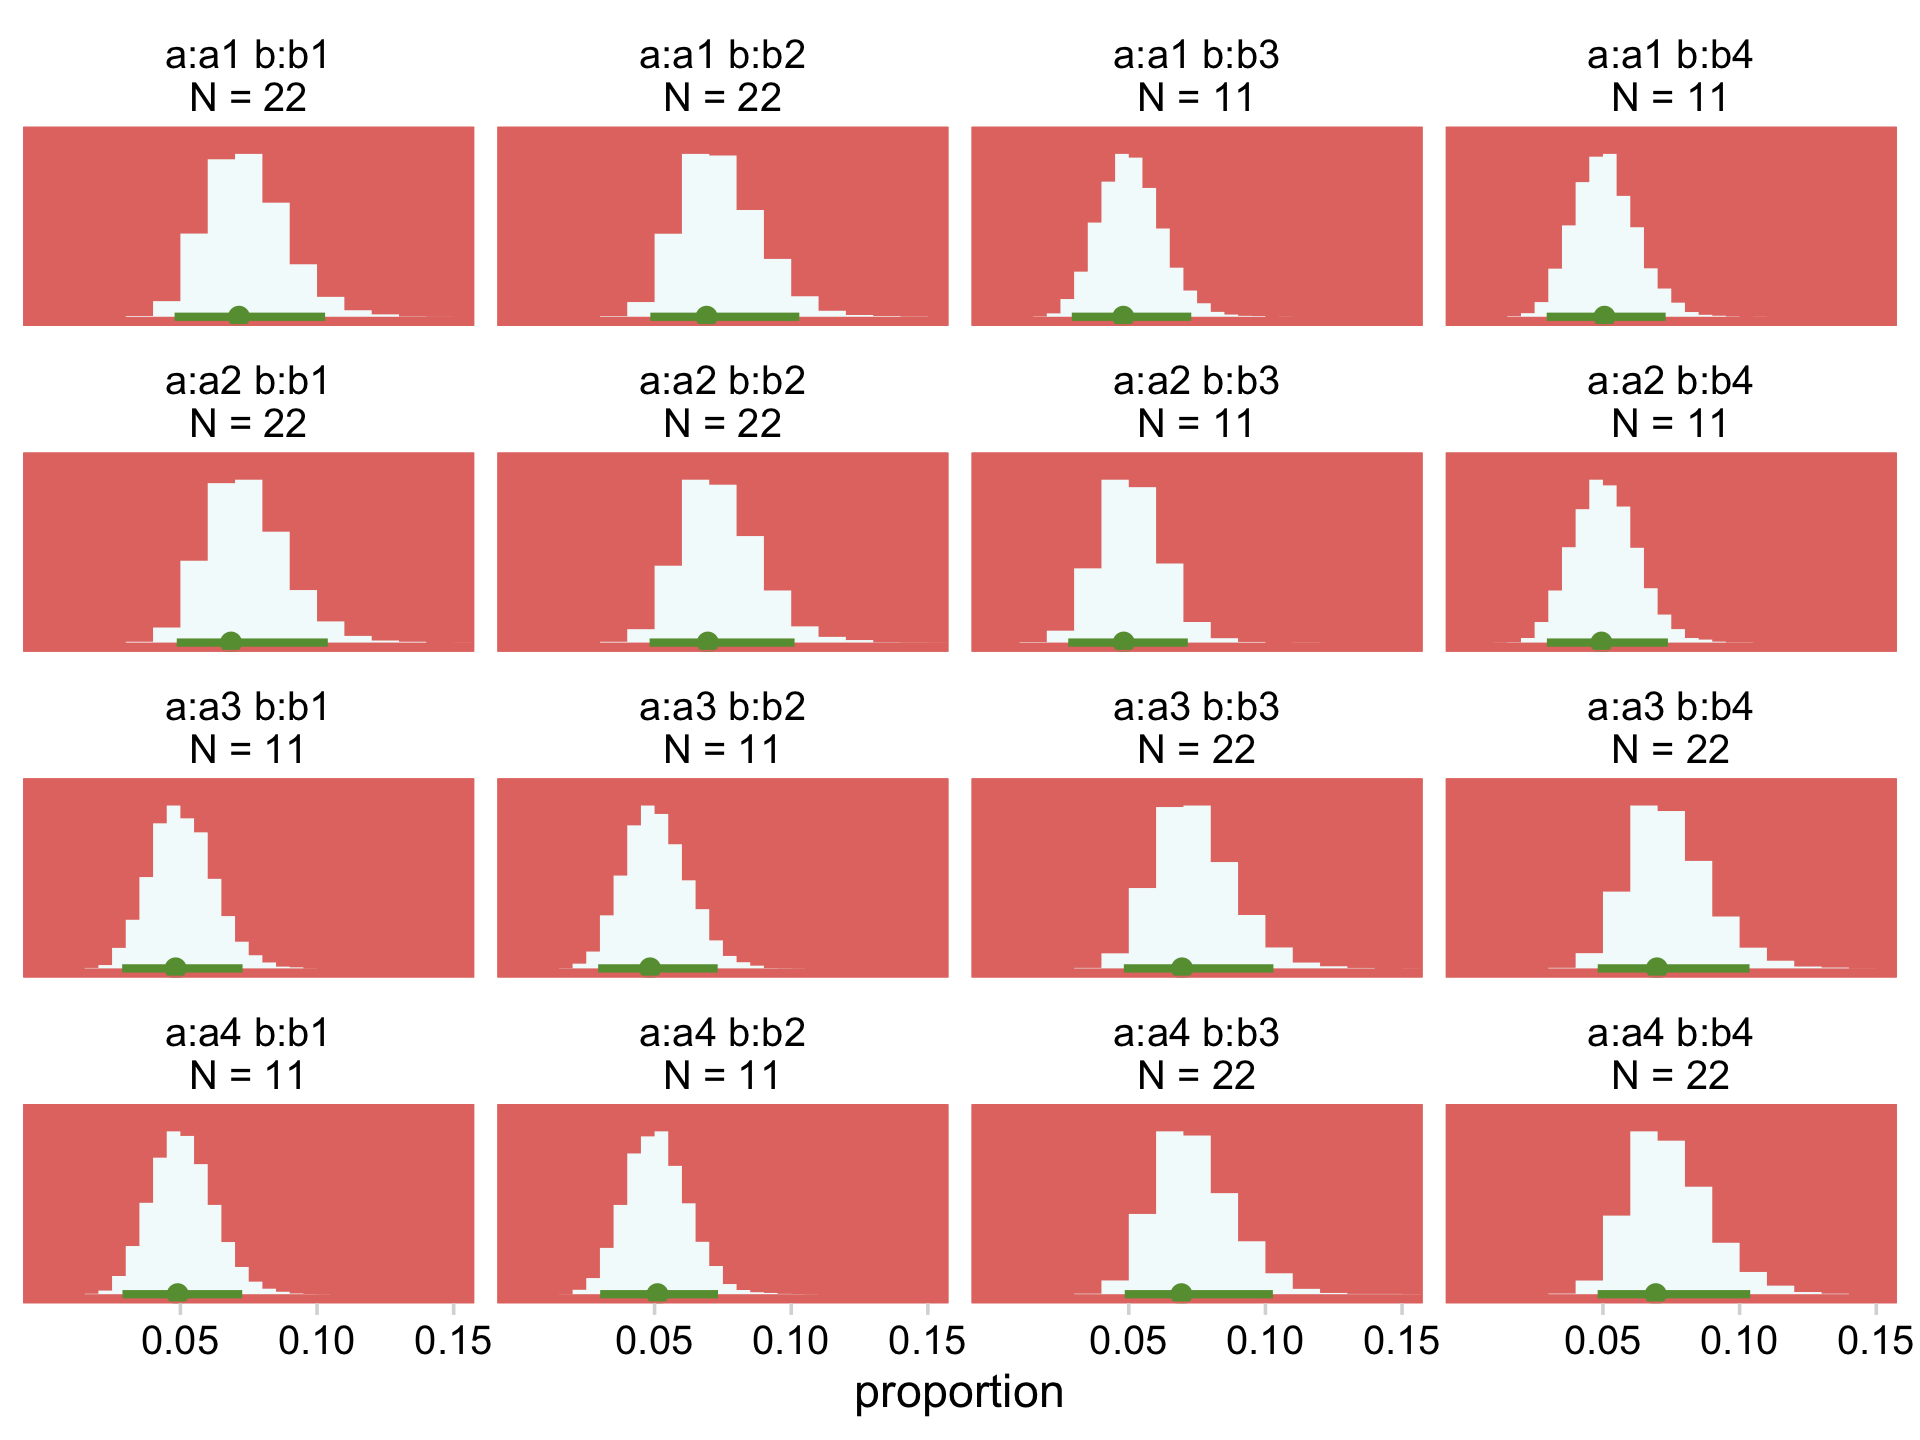 a:a1 b:b1
N = 22
a:a1 b:b2
N = 22
a:a1 b:b3
N = 11
a:a1 b:b4
N = 11
a:a2 b:b1
N = 22
a:a2 b:b2
N = 22
a:a2 b:b3
N = 11
a:a2 b:b4
N = 11
a:a3 b:b1
N = 11
a:a3 b:b2
N = 11
a:a3 b:b3
N = 22
a:a3 b:b4
N = 22
a:a4 b:b1
N = 11
a:a4 b:b2
N = 11
a:a4 b:b3
N = 22
a:a4 b:b4
N = 22
0.05 0.10 0.15
0.05 0.10 0.15
0.05 0.10 0.15
0.05 0.10 0.15
proportion